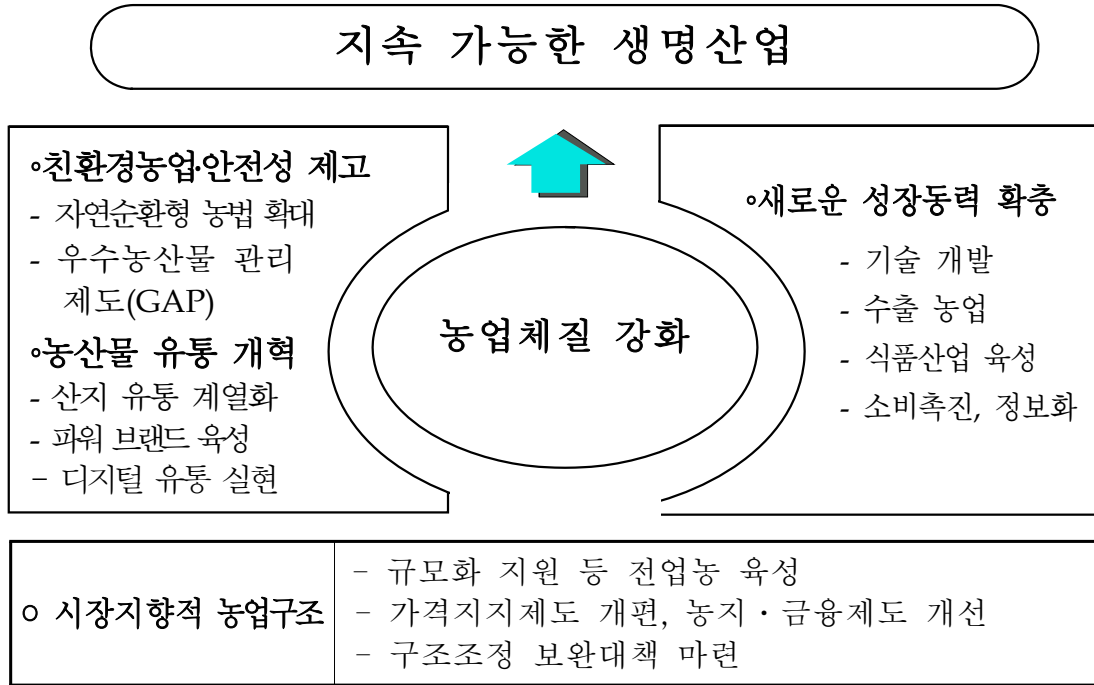 지속 가능한 생명산업
∘친환경농업·안전성 제고
- 자연순환형 농법 확대
- 우수농산물 관리
제도(GAP)
∘농산물 유통 개혁
- 산지 유통 계열화
- 파워 브랜드 육성
- 디지털 유통 실현
농업체질 강화
∘새로운 성장동력 확충
- 기술 개발
- 수출 농업
- 식품산업 육성
- 소비촉진, 정보화
ㅇ 시장지향적 농업구조
- 규모화 지원 등 전업농 육성
- 가격지지제도 개편, 농지·금융제도 개선
- 구조조정 보완대책 마련